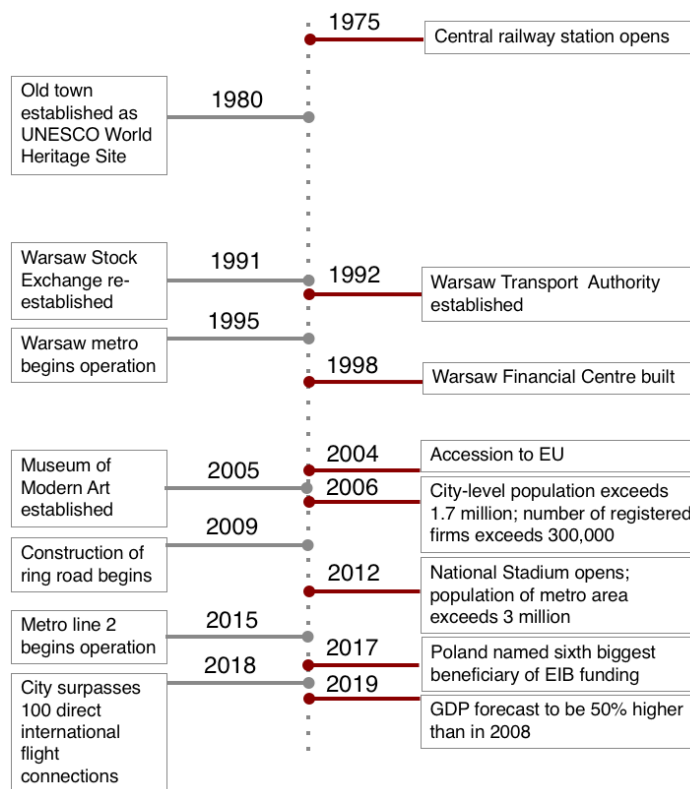 1975
Central railway station opens
Old town
established as
UNESCO World
Heritage Site
1980
Warsaw Stock
Exchange re-
established
1991
1992
Warsaw Transport Authority
established
1995
Warsaw metro
begins operation
1998
Warsaw Financial Centre built
2004
Accession to EU
Museum of
Modern Art
established
2005
2006
City-level population exceeds
1.7 million; number of registered
firms exceeds 300,000
2009
Construction of
ring road begins
2012
National Stadium opens;
population of metro area
exceeds 3 million
Metro line 2
begins operation
2015
2017
Poland named sixth biggest
beneficiary of EIB funding
2018
City surpasses
100 direct
international
flight
connections
2019
GDP forecast to be 50% higher
than in 2008